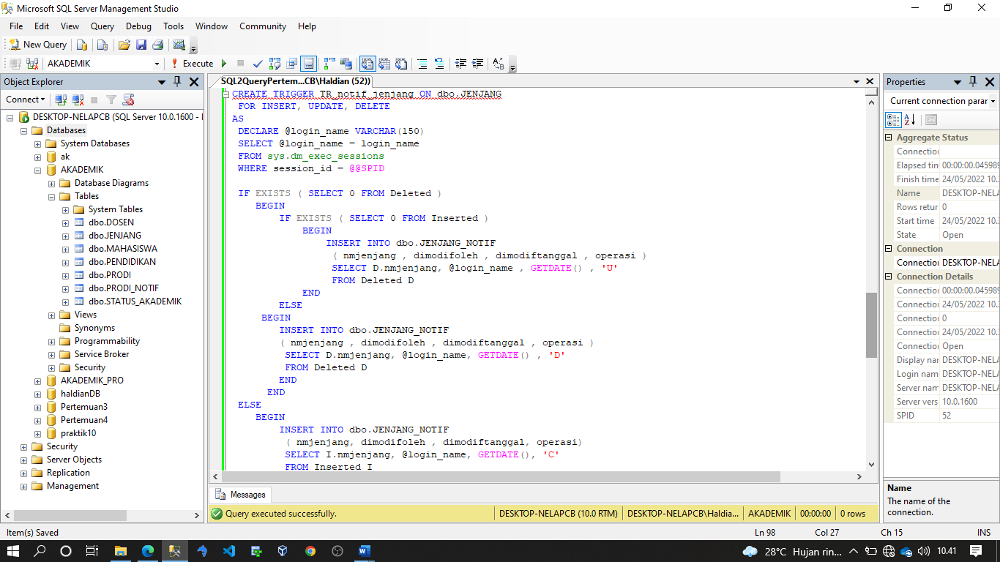 Microsoft SQL Server Management Studio
File Edit View Query Debug Tools Window Community Help
New Query
AKADEMIK Execute
Object Explorer
Connect
DESKTOP-NELAPCB (SQL Server 10.0.1600 - I
Databases
System Databases
ak
AKADEMIK
Database Diagrams
Tables
System Tables
dbo.DOSEN
dbo.JENJANG
dbo.MAHASISWA
dbo.PENDIDIKAN
dbo.PRODI
dbo.PRODI_NOTIF
dbo.STATUS_AKADEMIK
Views
Synonyms
Programmability
Service Broker
Security
AKADEMIK_PRO
haldianDB
Pertemuan3
Pertemuan4
praktik10
Security
Server Objects
Replication
Management
SQL2QueryPertem...CB\Haldian (52))
CREATE TRIGGER TR_notif_jenjang ON dbo.JENJANG
FOR INSERT, UPDATE, DELETE
AS
DECLARE @login_name VARCHAR(150)
SELECT @login_name = login_name
FROM sys.dm_exec_sessions
WHERE session_id = @@SPID
IF EXISTS ( SELECT 0 FROM Deleted )
BEGIN
IF EXISTS ( SELECT 0 FROM Inserted )
BEGIN
INSERT INTO dbo.JENJANG_NOTIF
( nmjenjang , dimodifoleh , dimodiftanggal , operasi )
SELECT D.nmjenjang, @login_name , GETDATE() , 'U'
FROM Deleted D
END
ELSE
BEGIN
INSERT INTO dbo.JENJANG_NOTIF
( nmjenjang , dimodifoleh , dimodiftanggal , operasi )
SELECT D.nmjenjang, @login_name, GETDATE() , 'D'
FROM Deleted D
END
END
ELSE
BEGIN
INSERT INTO dbo.JENJANG_NOTIF
( nmjenjang, dimodifoleh , dimodiftanggal, operasi)
SELECT I.nmjenjang, @login_name, GETDATE(), 'C'
FROM Inserted I
Messages
Query executed successfully. DESKTOP-NELAPCB (10.0 RTM) DESKTOP-NELAPCB\Haldia... AKADEMIK 00:00:00 0 rows
Properties
Current connection parar
Aggregate Status
Connection
Elapsed tim 00:00:00.045989
Finish time 24/05/2022 10.3
Name DESKTOP-NELAP
Rows retur 0
Start time 24/05/2022 10.3
State Open
Connection
Connection DESKTOP-NELA
Connection Details
Connection 00:00:00.045989
Connection 24/05/2022 10.3
Connection 0
Connection 24/05/2022 10.3
Connection Open
Display nar DESKTOP-NELA
Login nam DESKTOP-NELA
Server nam DESKTOP-NELA
Server vers 10.0.1600
SPID 52
Name
The name of the
connection.
Item(s) Saved Ln 98 Col 27 Ch 15 INS
28°C Hujan rin... 10.41